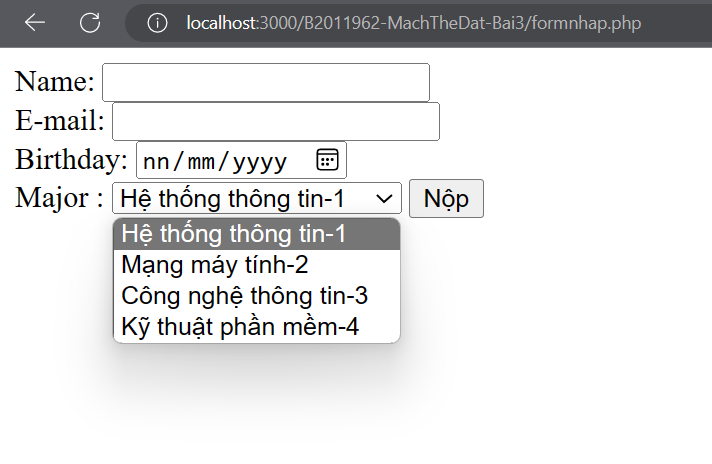 localhost:3000/B2011962-MachTheDat-Bai3/formnhap.php
Name:
E-mail:
Birthday: nn/mm/yyyy
Major : Hệ thống thông tin-1 Nộp
Hệ thống thông tin-1
Mạng máy tính-2
Công nghệ thông tin-3
Kỹ thuật phần mềm-4